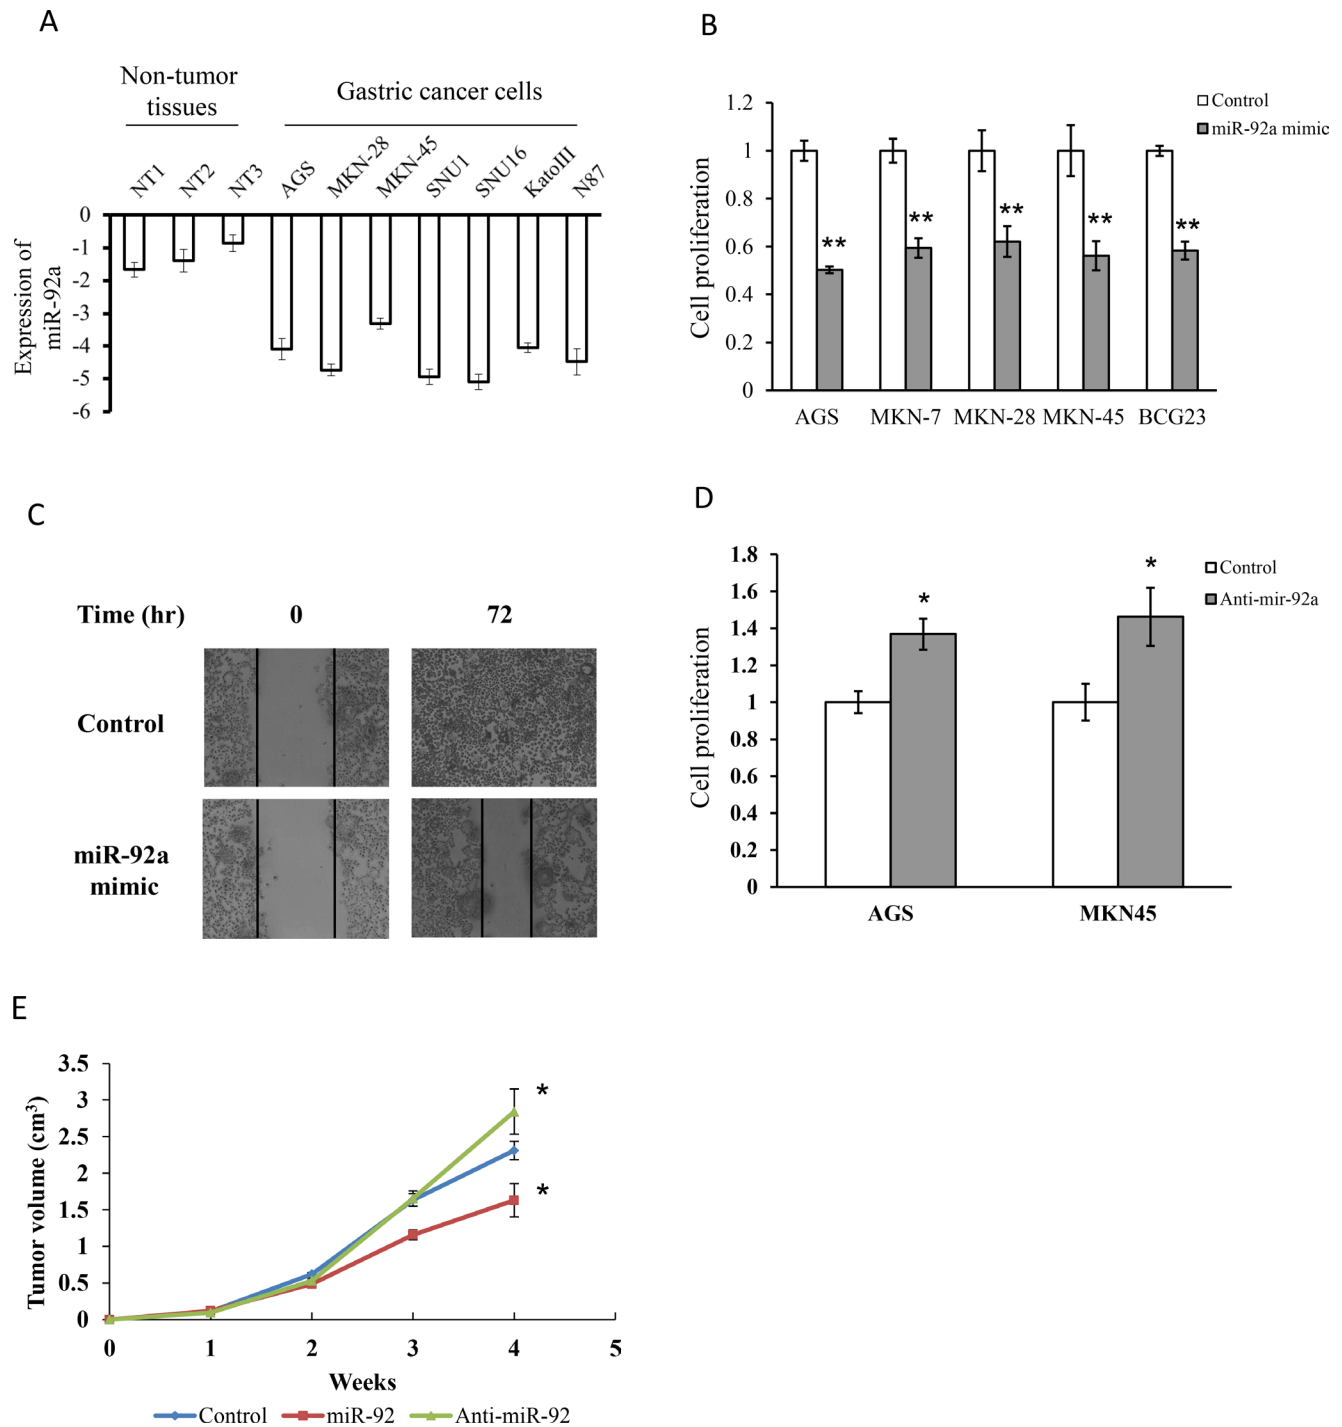 A
Non-tumor
tissues
Gastric cancer cells
NT1 NT2 NT3 AGS MKN-28 MKN-45 SNU1 SNU16 KatoIII N87
Expression of
miR-92a
0
-1
-2
-3
-4
-5
-6
B
Control
miR-92a mimic
Cell proliferation
1.2
1
0.8
0.6
0.4
0.2
0
** ** ** ** **
AGS MKN-7 MKN-28 MKN-45 BCG23
C
Time (hr) 0 72
Control
miR-92a
mimic
D
Control
Anti-mir-92a
Cell proliferation
1.8
1.6
1.4
1.2
1
0.8
0.6
0.4
0.2
0
* *
AGS MKN45
E
Tumor volume (cm³)
3.5
3
2.5
2
1.5
1
0.5
0
*
*
0 1 2 3 4 5
Weeks
Control miR-92 Anti-miR-92